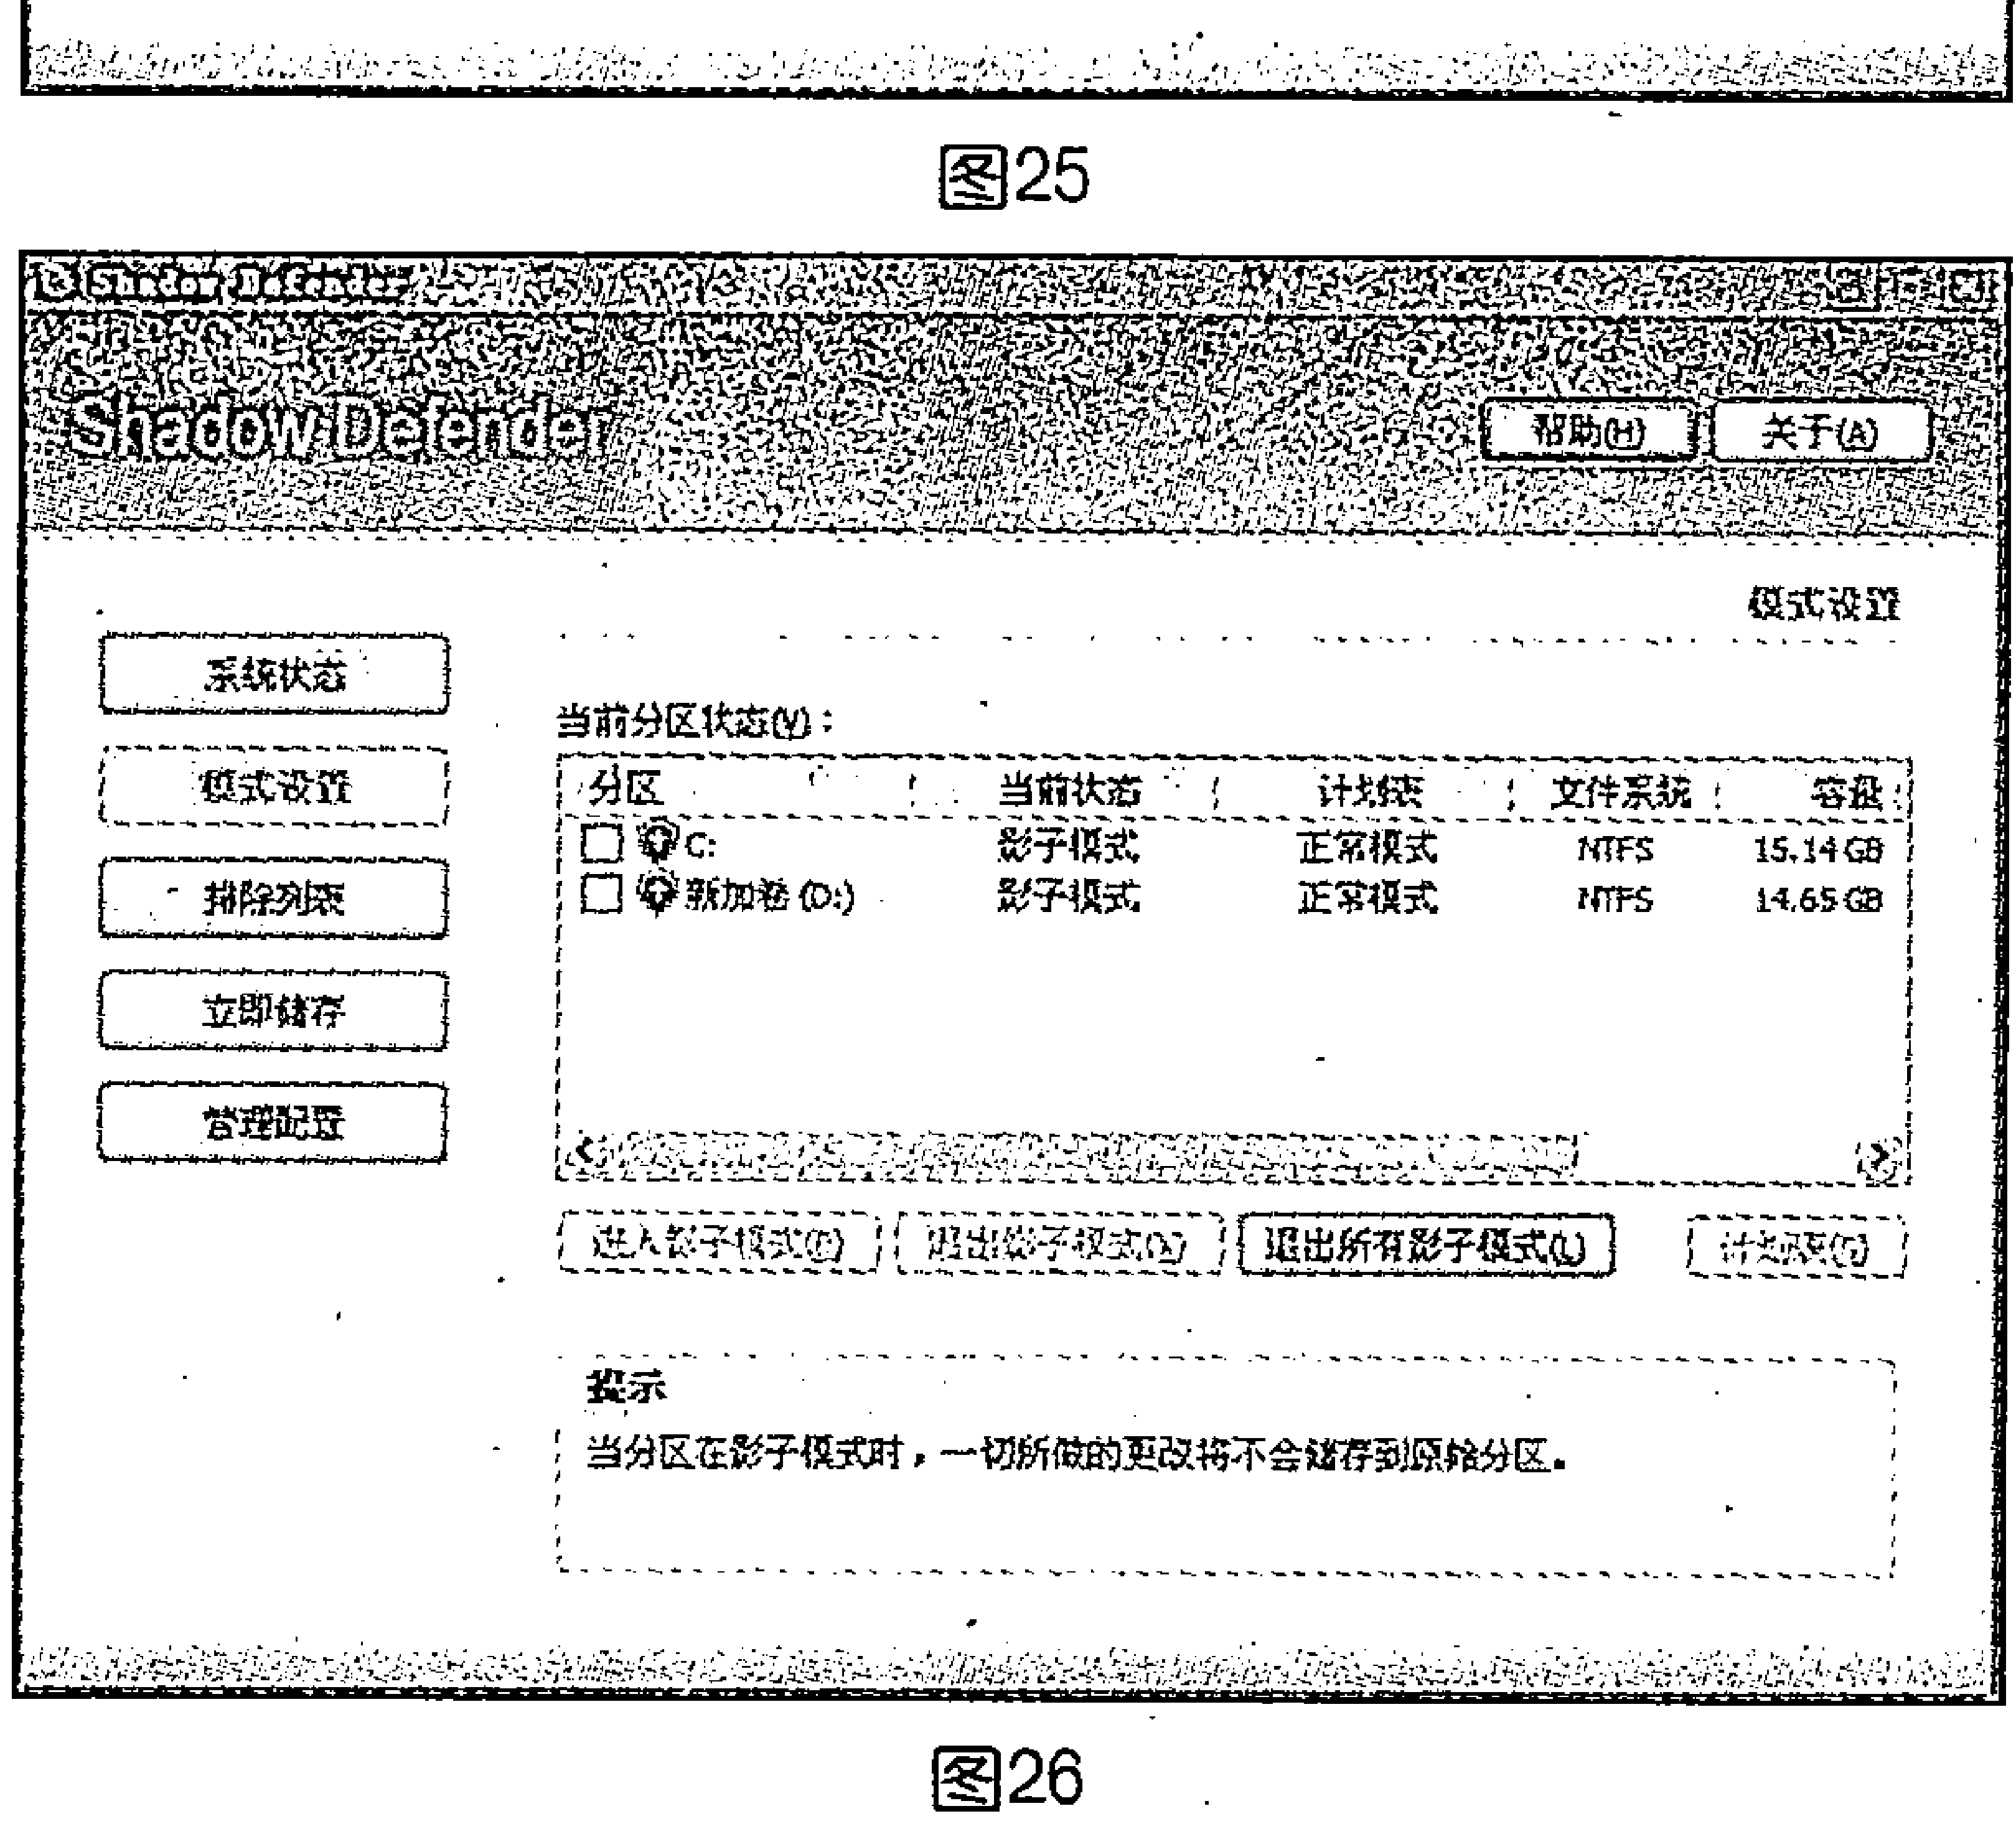 图25
Shadow Defender
Shadow Defender
帮助(H) 关于(A)
模式设置
系统状态
模式设置
排除列表
立即储存
管理配置
当前分区状态(V):
分区 当前状态 计划表 文件系统 容量
C: 影子模式 正常模式 NTFS 15.14 GB
新加卷 (D:) 影子模式 正常模式 NTFS 14.65 GB
进入影子模式(E) 退出影子模式(X) 退出所有影子模式(L) 计划表(S)
提示
当分区在影子模式时，一切所做的更改将不会储存到原始分区。
图26